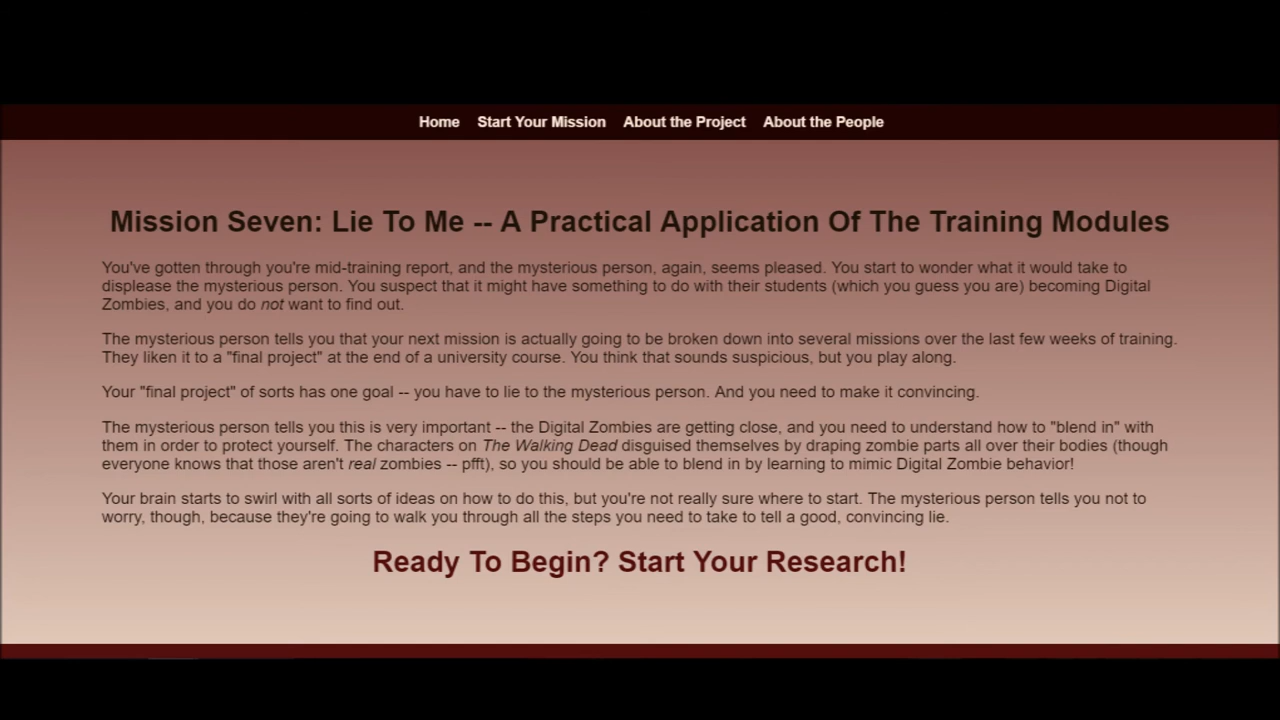 Home Start Your Mission About the Project About the People
Mission Seven: Lie To Me -- A Practical Application Of The Training Modules
You've gotten through you're mid-training report, and the mysterious person, again, seems pleased. You start to wonder what it would take to
displease the mysterious person. You suspect that it might have something to do with their students (which you guess you are) becoming Digital
Zombies, and you do not want to find out.
The mysterious person tells you that your next mission is actually going to be broken down into several missions over the last few weeks of training.
They liken it to a "final project" at the end of a university course. You think that sounds suspicious, but you play along.
Your "final project" of sorts has one goal -- you have to lie to the mysterious person. And you need to make it convincing.
The mysterious person tells you this is very important -- the Digital Zombies are getting close, and you need to understand how to "blend in" with
them in order to protect yourself. The characters on The Walking Dead disguised themselves by draping zombie parts all over their bodies (though
everyone knows that those aren't real zombies -- pfft), so you should be able to blend in by learning to mimic Digital Zombie behavior!
Your brain starts to swirl with all sorts of ideas on how to do this, but you're not really sure where to start. The mysterious person tells you not to
worry, though, because they're going to walk you through all the steps you need to take to tell a good, convincing lie.
Ready To Begin? Start Your Research!